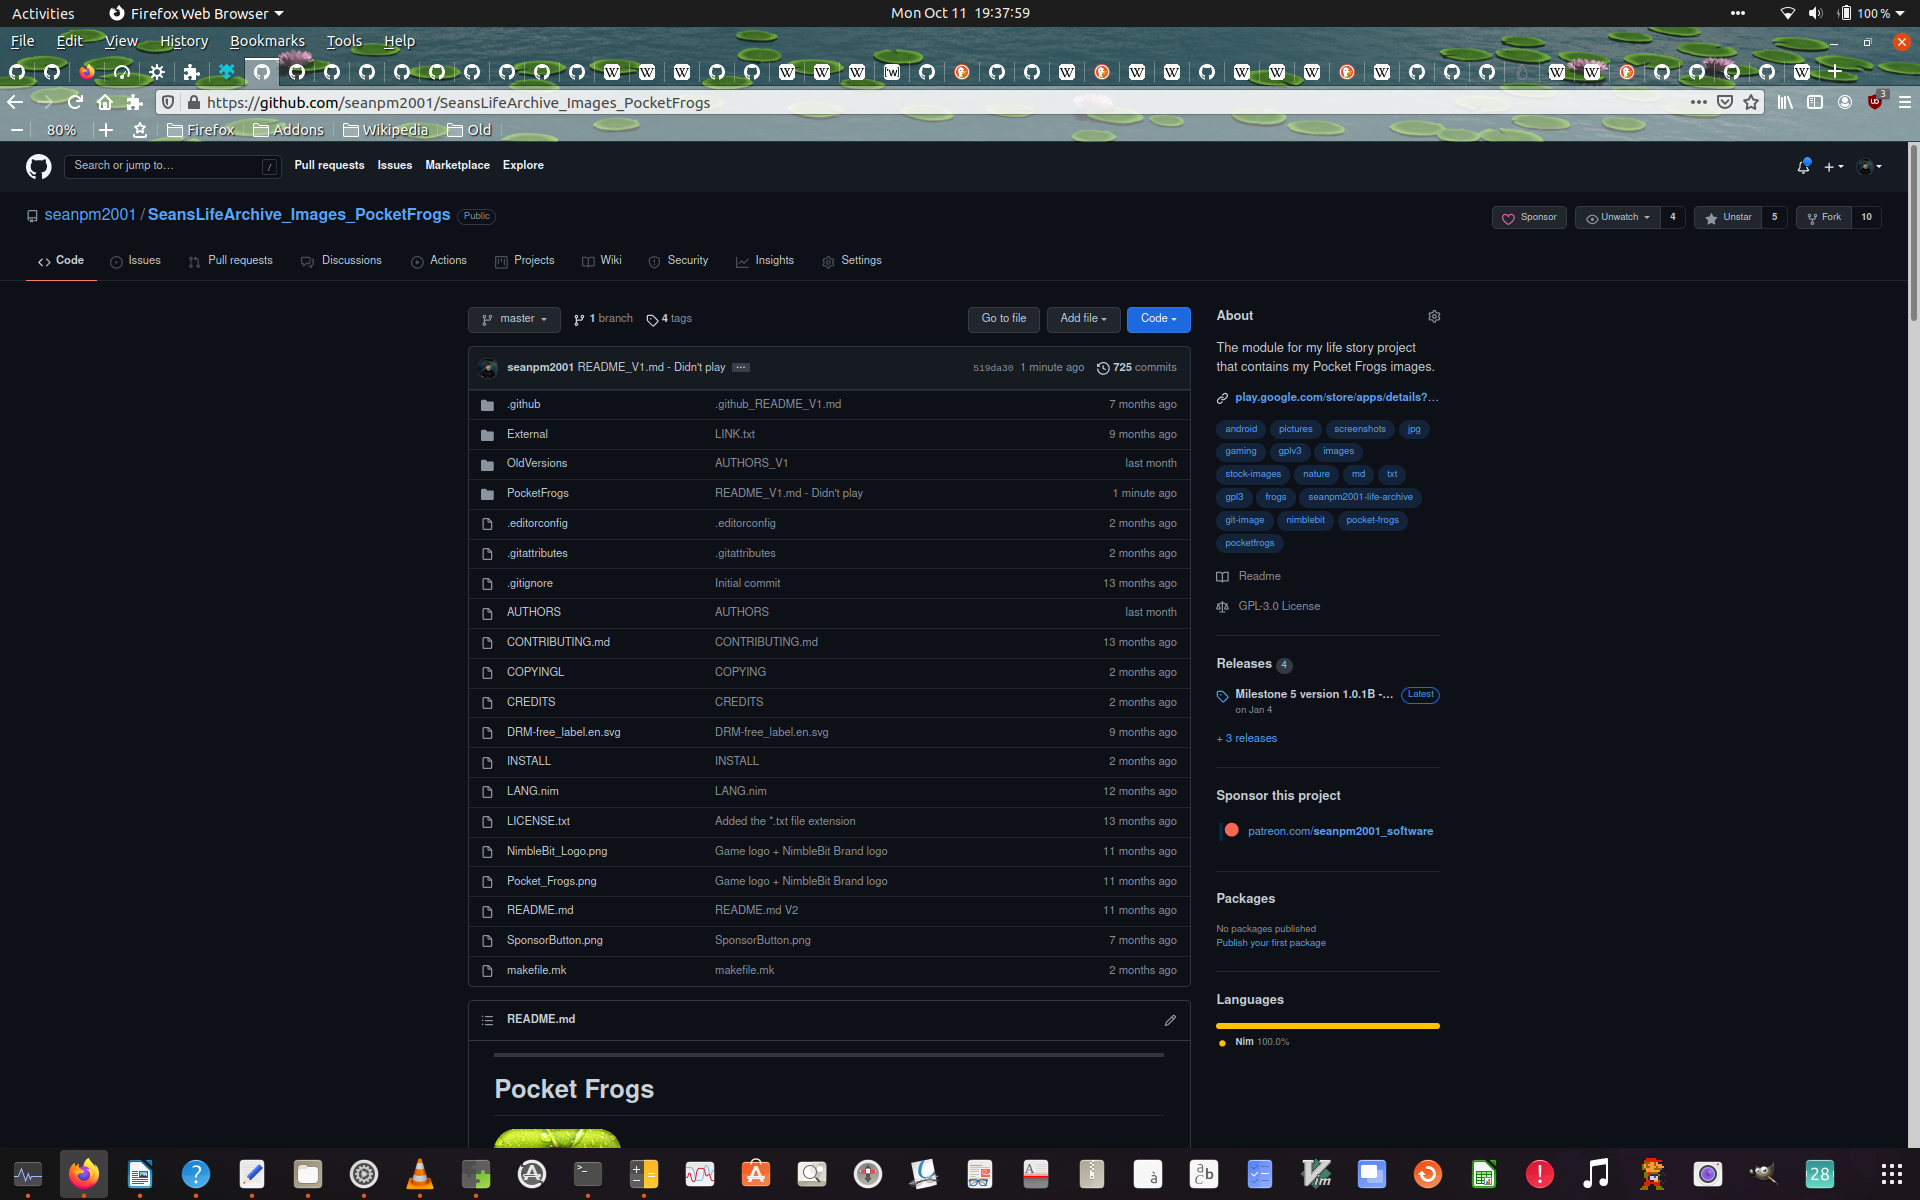 Activities Firefox Web Browser Mon Oct 11 19:37:59 100 %
File Edit View History Bookmarks Tools Help
https://github.com/seanpm2001/SeansLifeArchive_Images_PocketFrogs 3
80% Firefox Addons Wikipedia Old
Search or jump to… / Pull requests Issues Marketplace Explore
seanpm2001 / SeansLifeArchive_Images_PocketFrogs Public Sponsor Unwatch 4 Unstar 5 Fork 10
Code Issues Pull requests Discussions Actions Projects Wiki Security Insights Settings
master 1 branch 4 tags Go to file Add file Code
seanpm2001 README_V1.md - Didn't play 519da30 1 minute ago 725 commits
.github .github_README_V1.md 7 months ago
External LINK.txt 9 months ago
OldVersions AUTHORS_V1 last month
PocketFrogs README_V1.md - Didn't play 1 minute ago
.editorconfig .editorconfig 2 months ago
.gitattributes .gitattributes 2 months ago
.gitignore Initial commit 13 months ago
AUTHORS AUTHORS last month
CONTRIBUTING.md CONTRIBUTING.md 13 months ago
COPYINGL COPYING 2 months ago
CREDITS CREDITS 2 months ago
DRM-free_label.en.svg DRM-free_label.en.svg 9 months ago
INSTALL INSTALL 2 months ago
LANG.nim LANG.nim 12 months ago
LICENSE.txt Added the *.txt file extension 13 months ago
NimbleBit_Logo.png Game logo + NimbleBit Brand logo 11 months ago
Pocket_Frogs.png Game logo + NimbleBit Brand logo 11 months ago
README.md README.md V2 11 months ago
SponsorButton.png SponsorButton.png 7 months ago
makefile.mk makefile.mk 2 months ago
README.md
Pocket Frogs
About
The module for my life story project
that contains my Pocket Frogs images.
play.google.com/store/apps/details?…
android pictures screenshots jpg
gaming gplv3 images
stock-images nature md txt
gpl3 frogs seanpm2001-life-archive
git-image nimblebit pocket-frogs
pocketfrogs
Readme
GPL-3.0 License
Releases 4
Milestone 5 version 1.0.1B -… Latest
on Jan 4
+ 3 releases
Sponsor this project
patreon.com/seanpm2001_software
Packages
No packages published
Publish your first package
Languages
Nim 100.0%
28